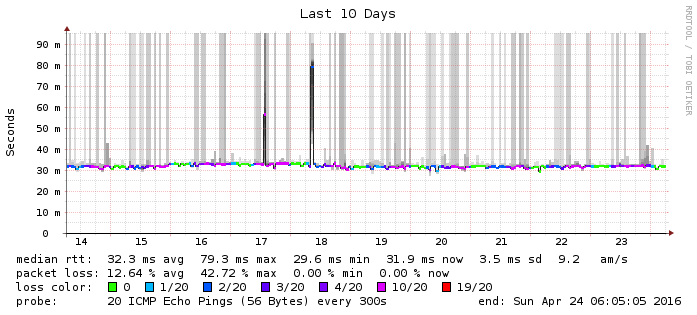 Last 10 Days
RRDTOOL / TOBI OETIKER
Seconds
90 m
80 m
70 m
60 m
50 m
40 m
30 m
20 m
10 m
0
14 15 16 17 18 19 20 21 22 23
median rtt: 32.3 ms avg 79.3 ms max 29.6 ms min 31.9 ms now 3.5 ms sd 9.2 am/s
packet loss: 12.64 % avg 42.72 % max 0.00 % min 0.00 % now
loss color: 0 1/20 2/20 3/20 4/20 10/20 19/20
probe: 20 ICMP Echo Pings (56 Bytes) every 300s end: Sun Apr 24 06:05:05 2016